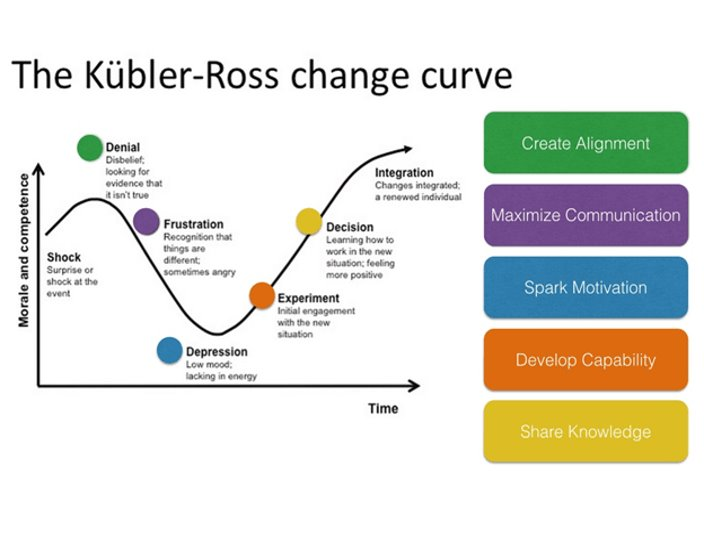 The Kübler-Ross change curve
Morale and competence
Shock
Surprise or
shock at the
event
Denial
Disbelief;
looking for
evidence that
it isn't true
Frustration
Recognition that
things are
different;
sometimes angry
Depression
Low mood;
lacking in energy
Experiment
Initial engagement
with the new
situation
Decision
Learning how to
work in the new
situation; feeling
more positive
Integration
Changes integrated;
a renewed individual
Time
Create Alignment
Maximize Communication
Spark Motivation
Develop Capability
Share Knowledge